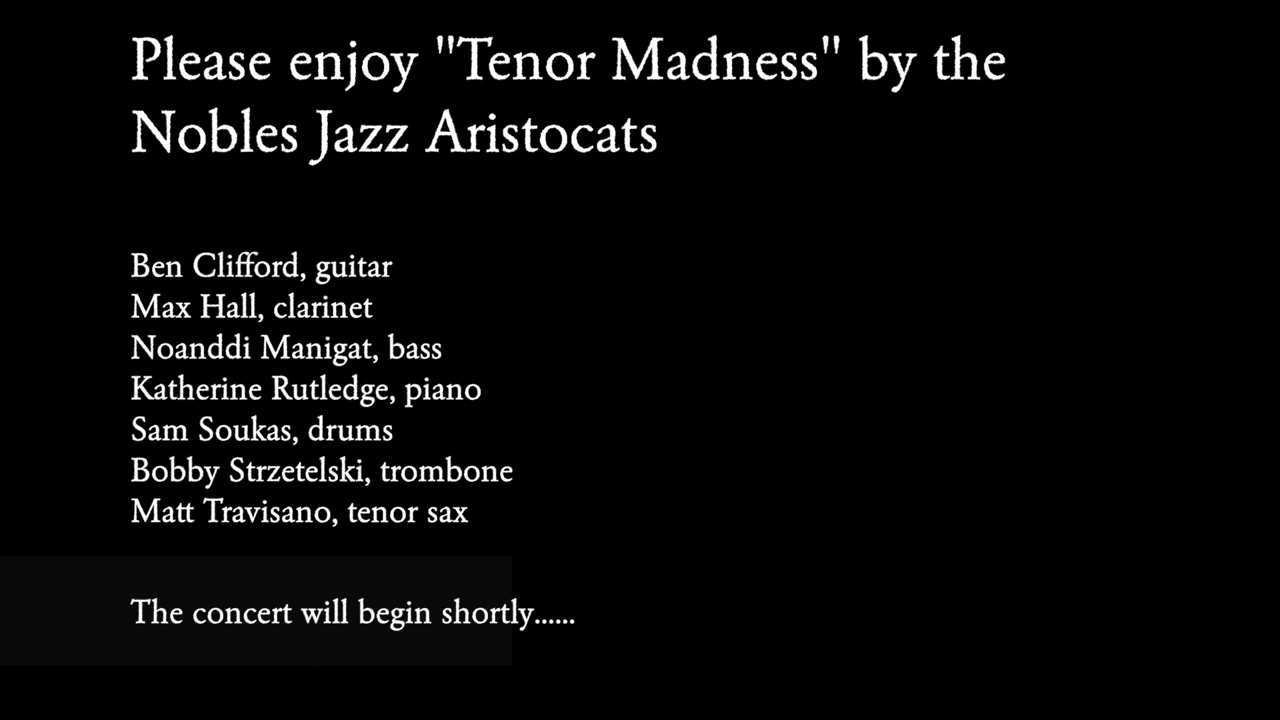 Please enjoy "Tenor Madness" by the
Nobles Jazz Aristocats
Ben Clifford, guitar
Max Hall, clarinet
Noanddi Manigat, bass
Katherine Rutledge, piano
Sam Soukas, drums
Bobby Strzetelski, trombone
Matt Travisano, tenor sax
The concert will begin shortly......